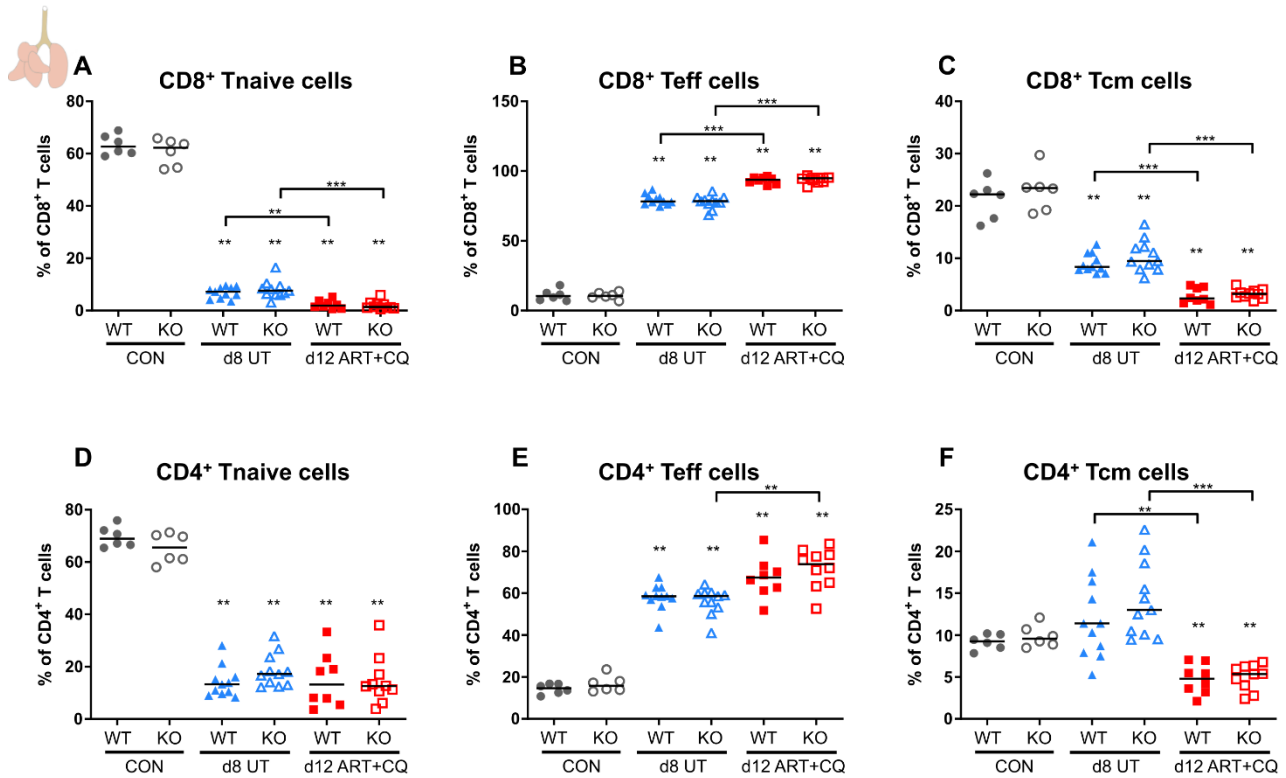 A
CD8⁺ Tnaive cells
% of CD8⁺ T cells
80
60
40
20
0
***
**
** ** ** **
WT KO WT KO WT KO
CON d8 UT d12 ART+CQ
B
CD8⁺ Teff cells
% of CD8⁺ T cells
150
100
50
0
***
***
** ** ** **
WT KO WT KO WT KO
CON d8 UT d12 ART+CQ
C
CD8⁺ Tcm cells
% of CD8⁺ T cells
40
30
20
10
0
***
***
** ** ** **
WT KO WT KO WT KO
CON d8 UT d12 ART+CQ
D
CD4⁺ Tnaive cells
% of CD4⁺ T cells
80
60
40
20
0
** ** ** **
WT KO WT KO WT KO
CON d8 UT d12 ART+CQ
E
CD4⁺ Teff cells
% of CD4⁺ T cells
100
80
60
40
20
0
**
** ** ** **
WT KO WT KO WT KO
CON d8 UT d12 ART+CQ
F
CD4⁺ Tcm cells
% of CD4⁺ T cells
25
20
15
10
5
0
***
**
** **
WT KO WT KO WT KO
CON d8 UT d12 ART+CQ